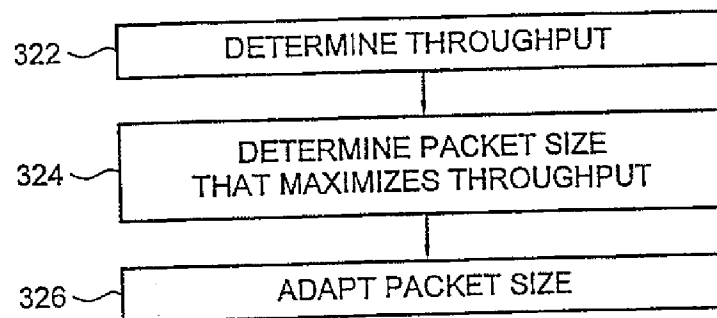 322 DETERMINE THROUGHPUT
324 DETERMINE PACKET SIZE
THAT MAXIMIZES THROUGHPUT
326 ADAPT PACKET SIZE